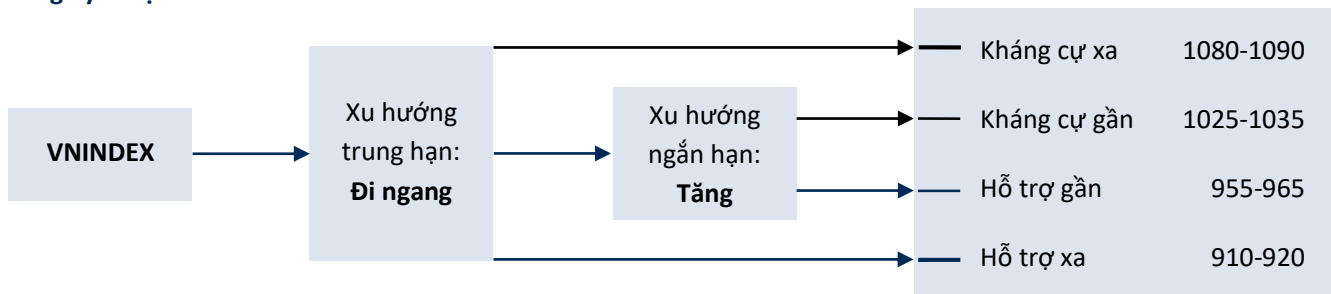 VNINDEX
Xu hướng
trung hạn:
Đi ngang
Xu hướng
ngắn hạn:
Tăng
Kháng cự xa 1080-1090
Kháng cự gần 1025-1035
Hỗ trợ gần 955-965
Hỗ trợ xa 910-920